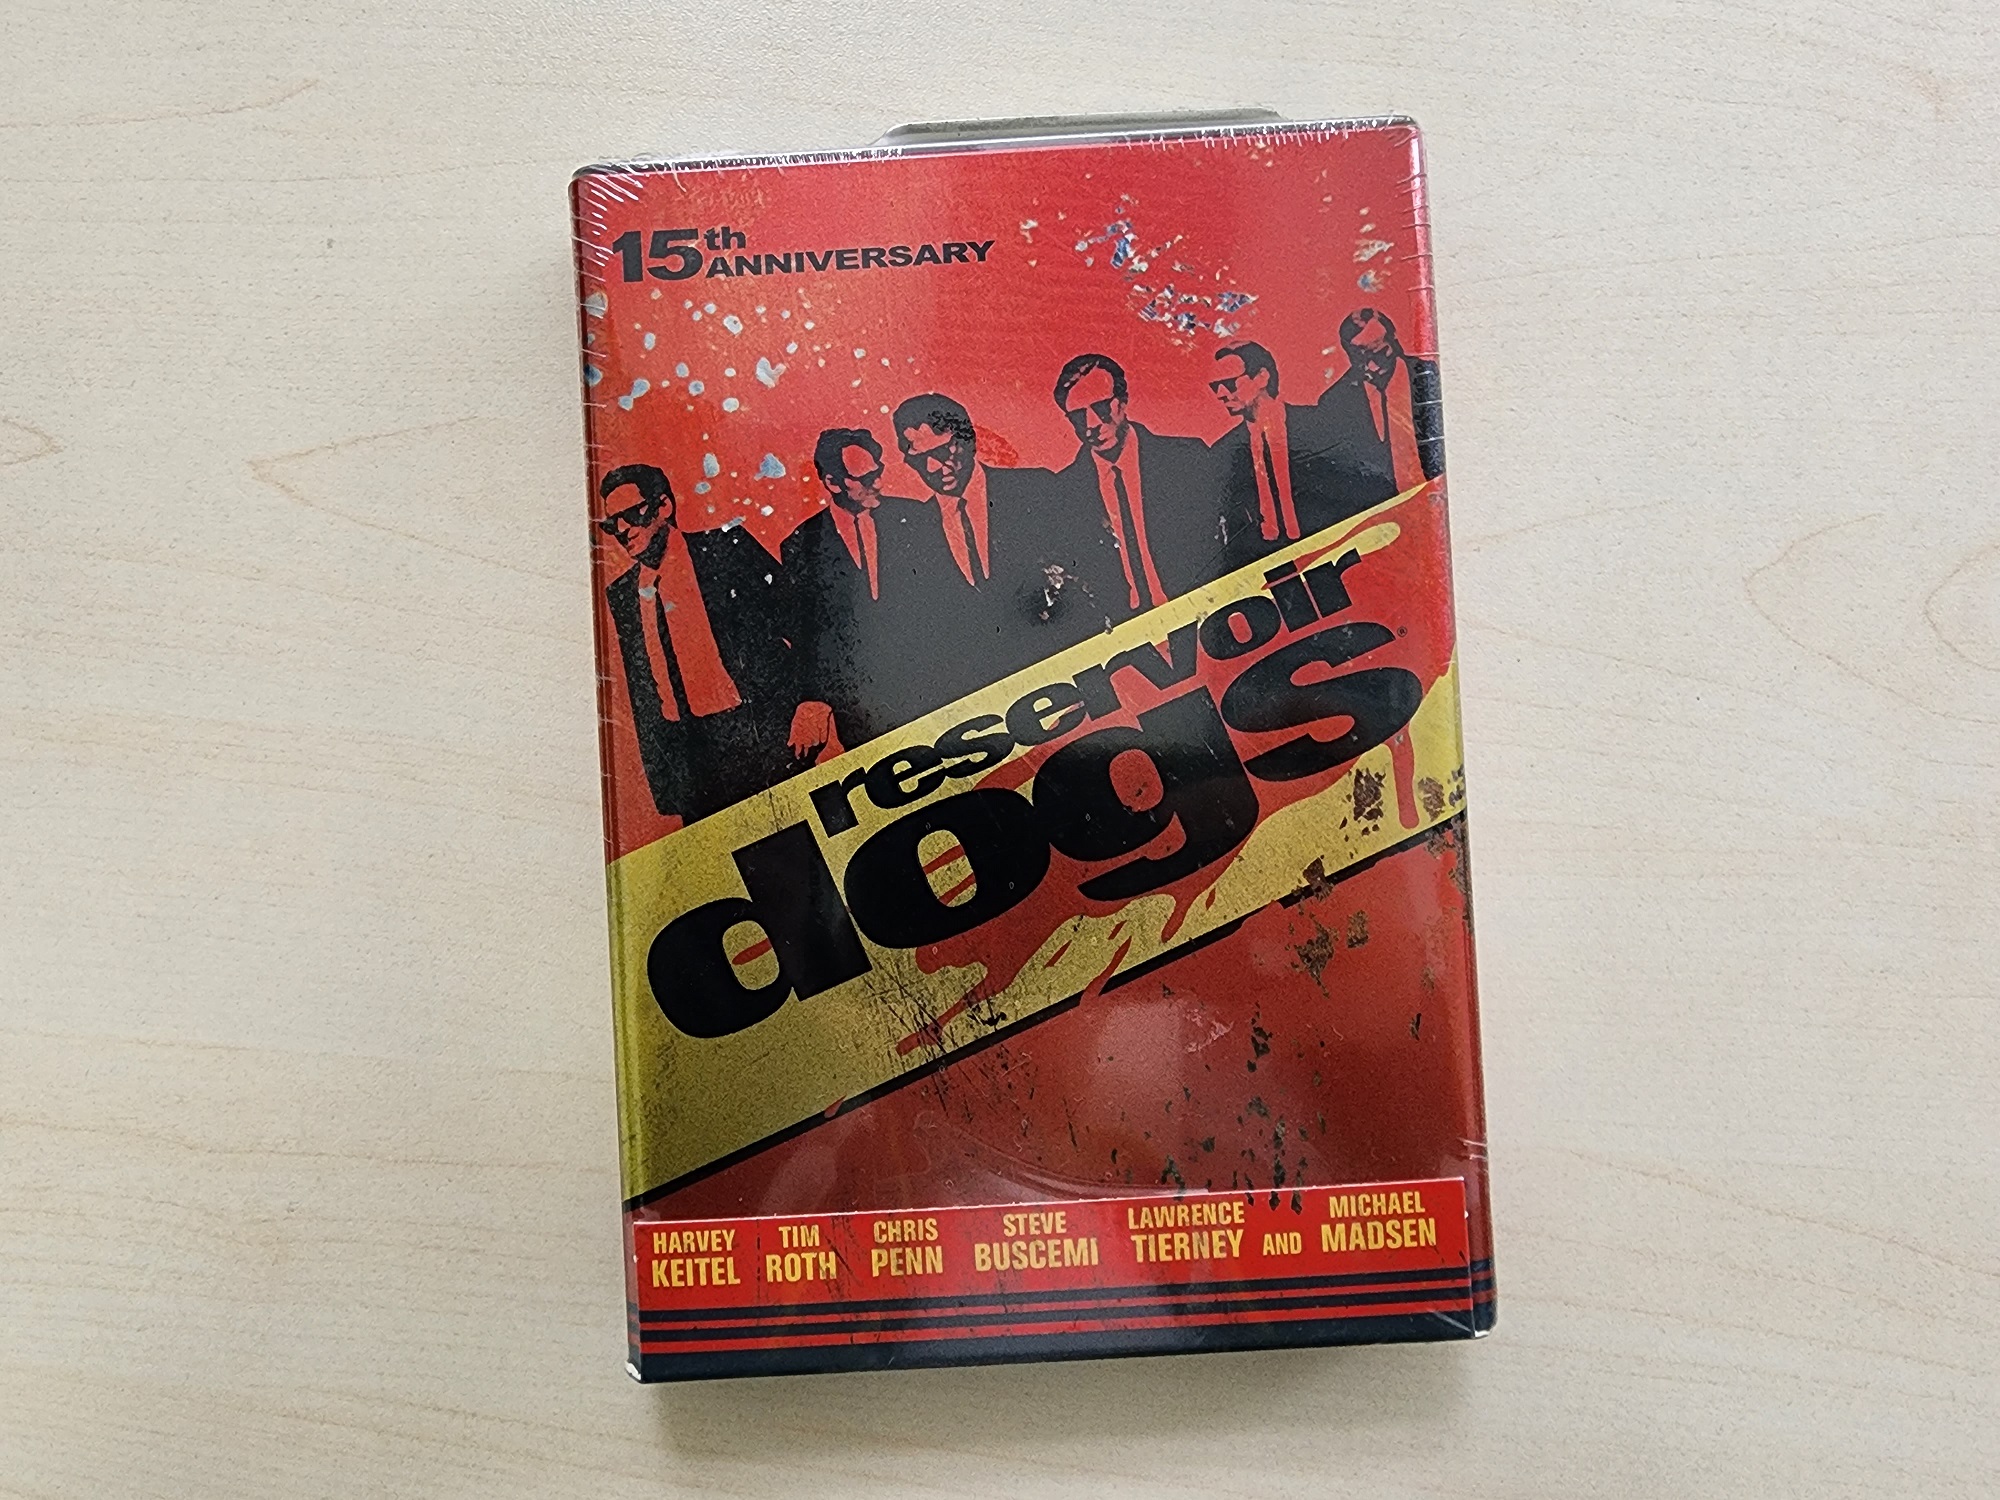 15th
ANNIVERSARY
reservoir
dogs®
HARVEY KEITEL TIM ROTH CHRIS PENN STEVE BUSCEMI LAWRENCE TIERNEY AND MICHAEL MADSEN